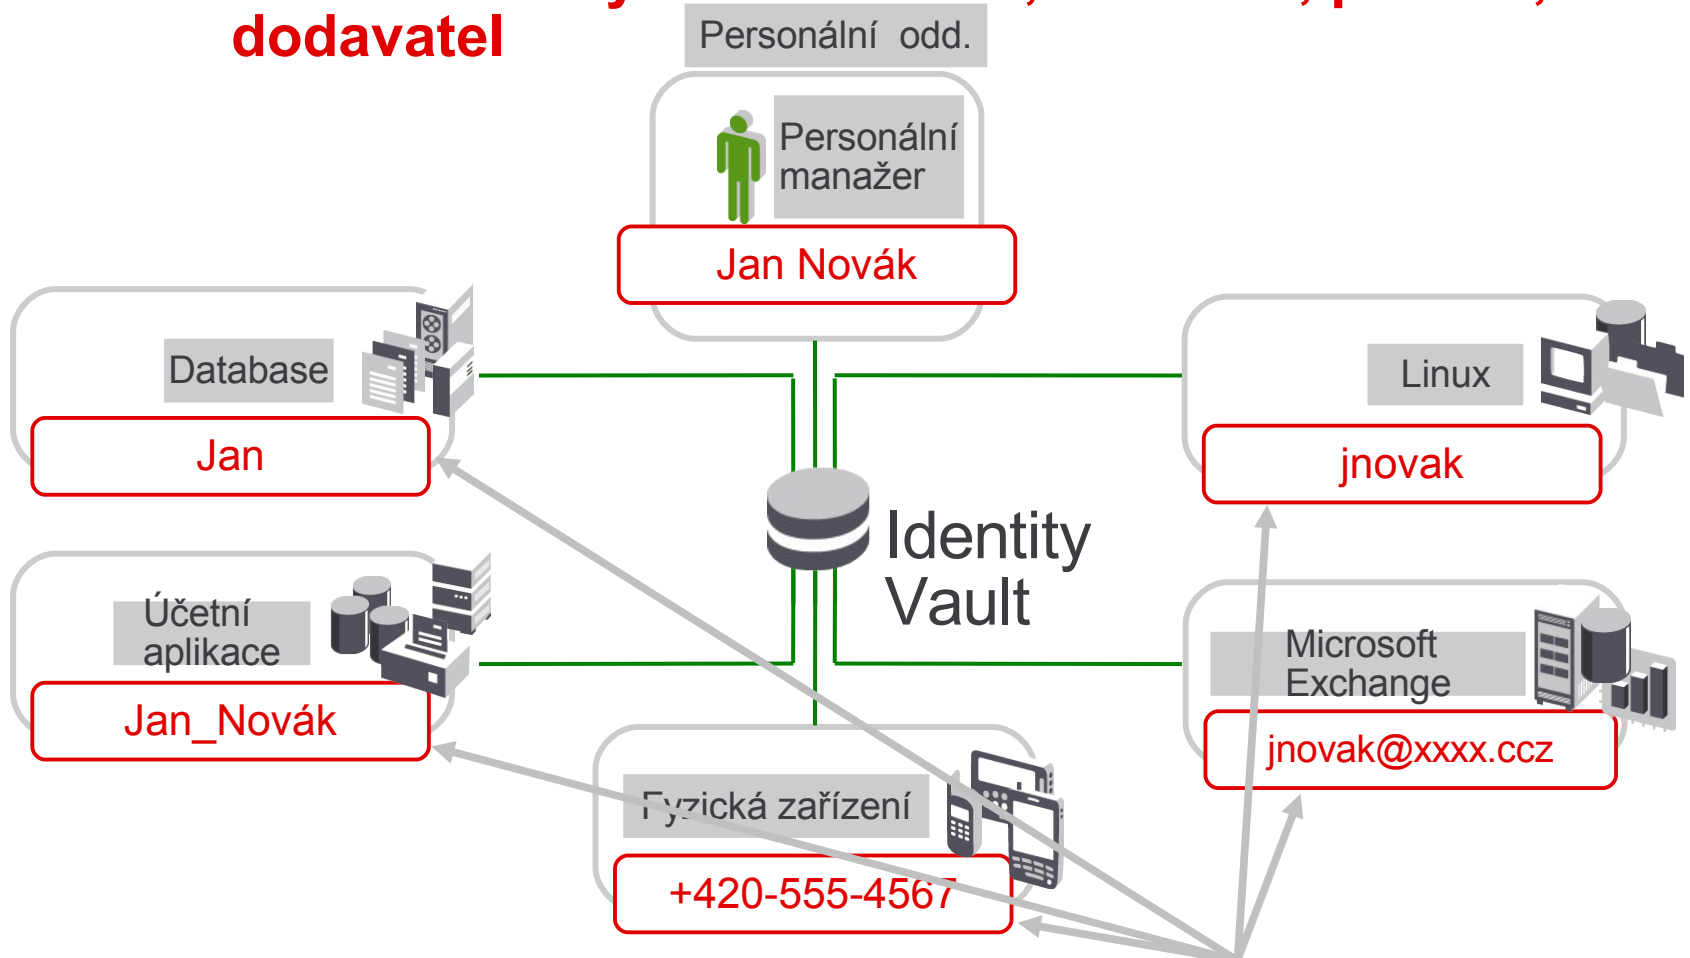 dodavatel
Personální odd.
Personální
manažer
Jan Novák
Database
Jan
Linux
jnovak
Identity
Vault
Účetní
aplikace
Jan_Novák
Microsoft
Exchange
jnovak@xxxx.ccz
Fyzická zařízení
+420-555-4567